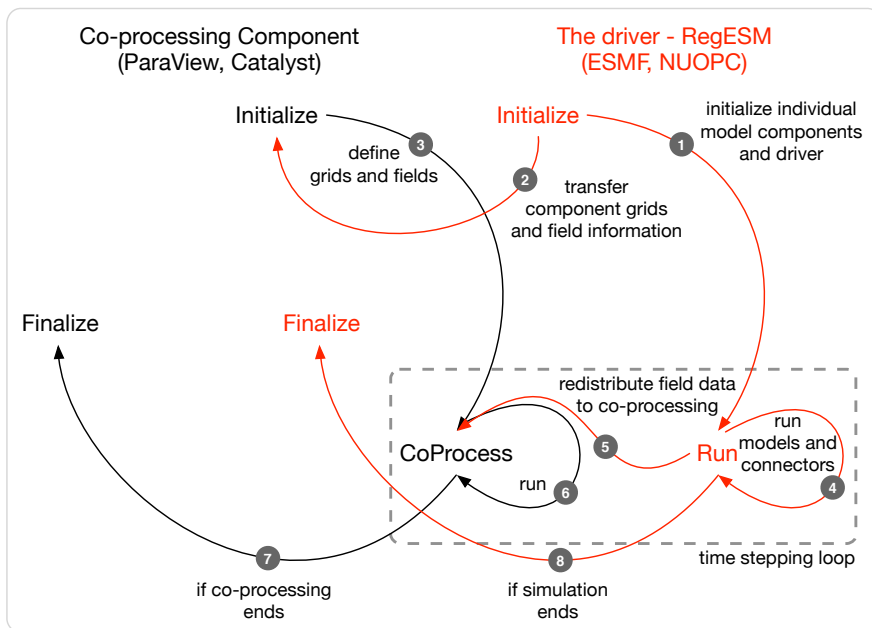 Co-processing Component
(ParaView, Catalyst)
The driver - RegESM
(ESMF, NUOPC)
Initialize
Initialize
initialize individual
model components
and driver
1
3
define
grids and fields
2
transfer
component grids
and field information
Finalize
Finalize
redistribute field data
to co-processing
CoProcess
5
Run
run
models and
connectors
4
run
6
time stepping loop
7
8
if co-processing
ends
if simulation
ends